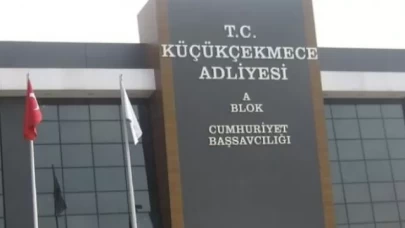 T.C.
KÜÇÜKÇEKMECE
ADLİYESİ
A
BLOK
CUMHURİYET
BAŞSAVCILIĞI